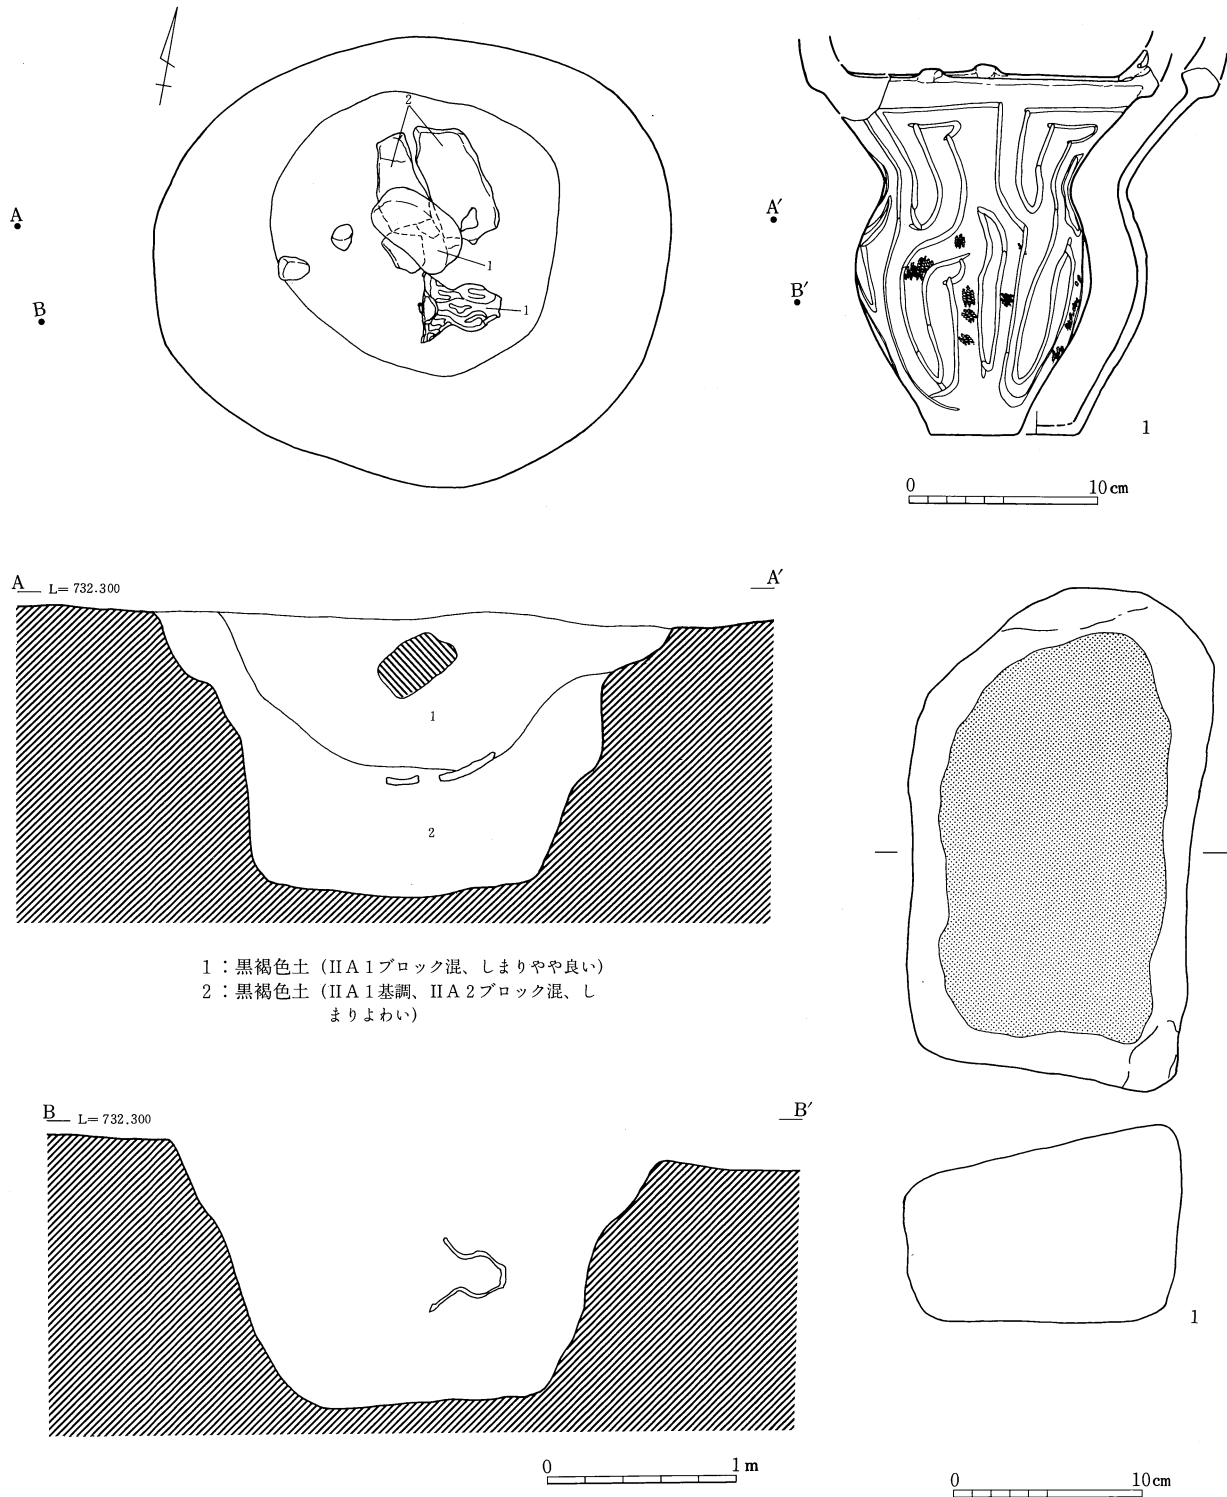 2
1
1
A
A′
B
B′
1
0 10cm
A L=732.300 A′
1
2
1：黒褐色土（ⅡA1ブロック混、しまりやや良い）
2：黒褐色土（ⅡA1基調、ⅡA2ブロック混、し
まりよわい）
B L=732.300 B′
1
0 1m
0 10cm